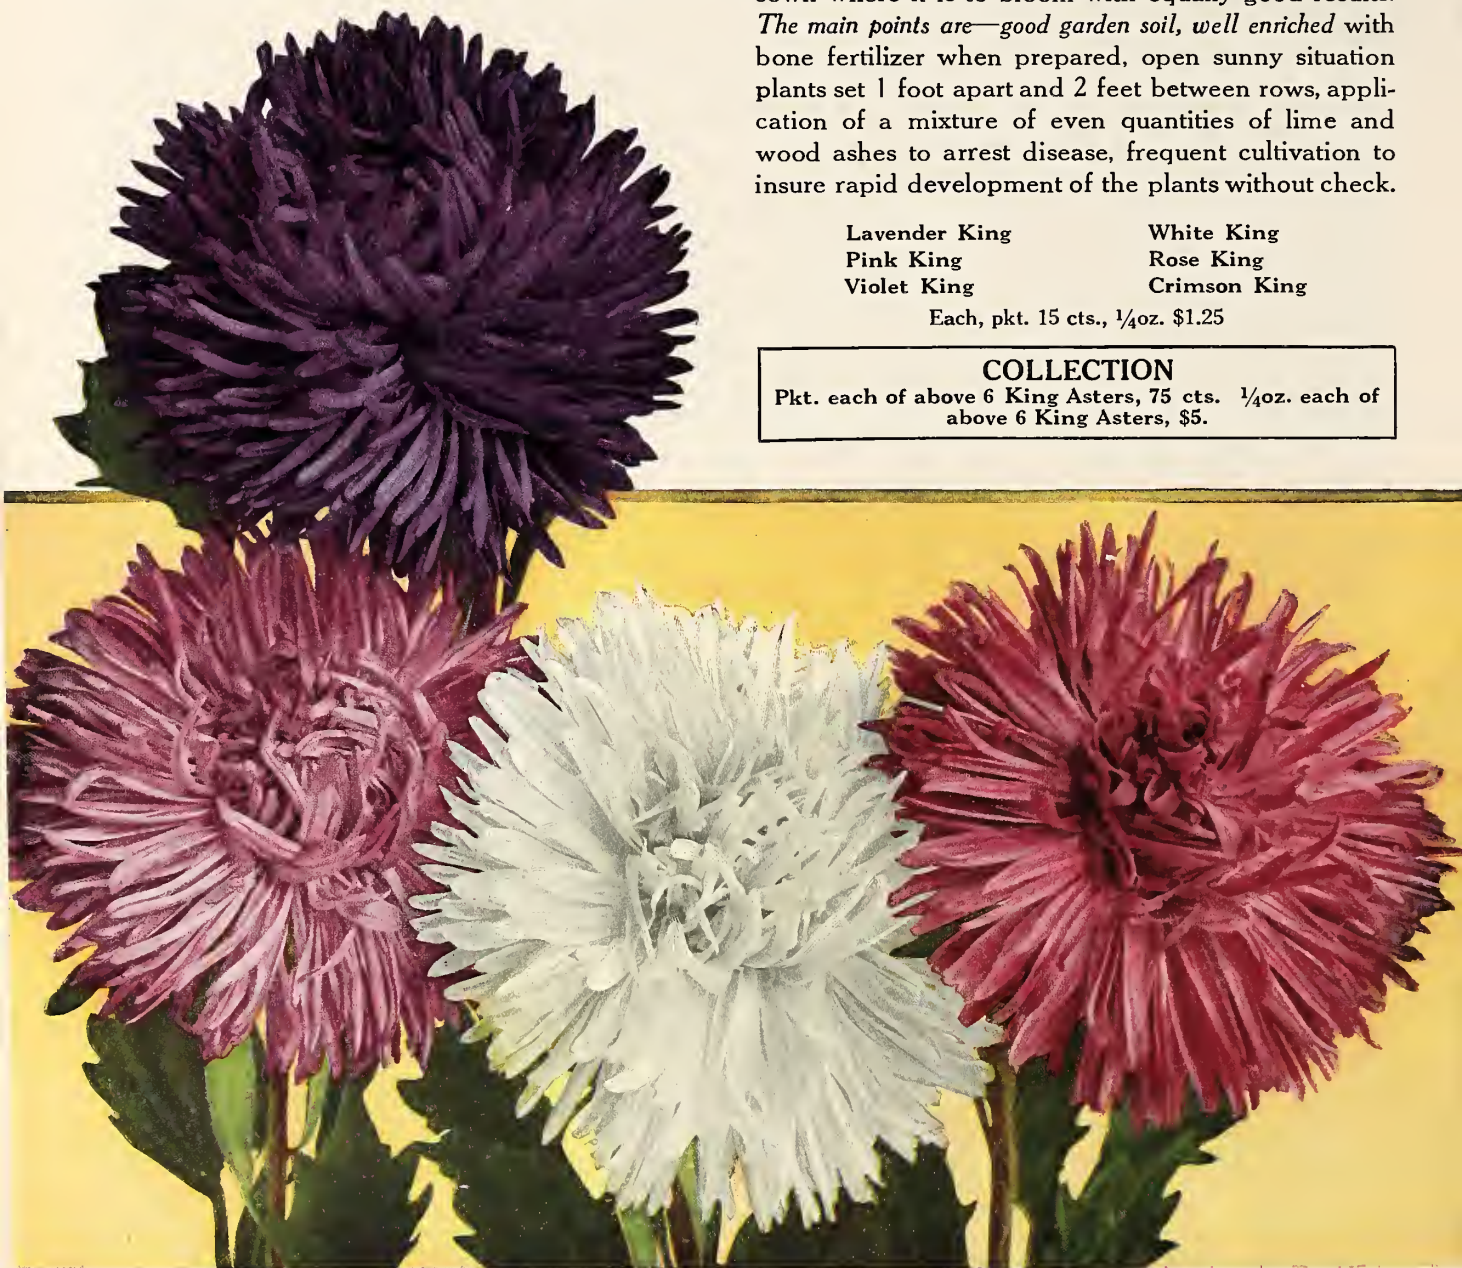 The main points are—good garden soil, well enriched with
bone fertilizer when prepared, open sunny situation
plants set 1 foot apart and 2 feet between rows, appli-
cation of a mixture of even quantities of lime and
wood ashes to arrest disease, frequent cultivation to
insure rapid development of the plants without check.
Lavender King
Pink King
Violet King
White King
Rose King
Crimson King
Each, pkt. 15 cts., ¼oz. $1.25
COLLECTION
Pkt. each of above 6 King Asters, 75 cts. ¼oz. each of
above 6 King Asters, $5.